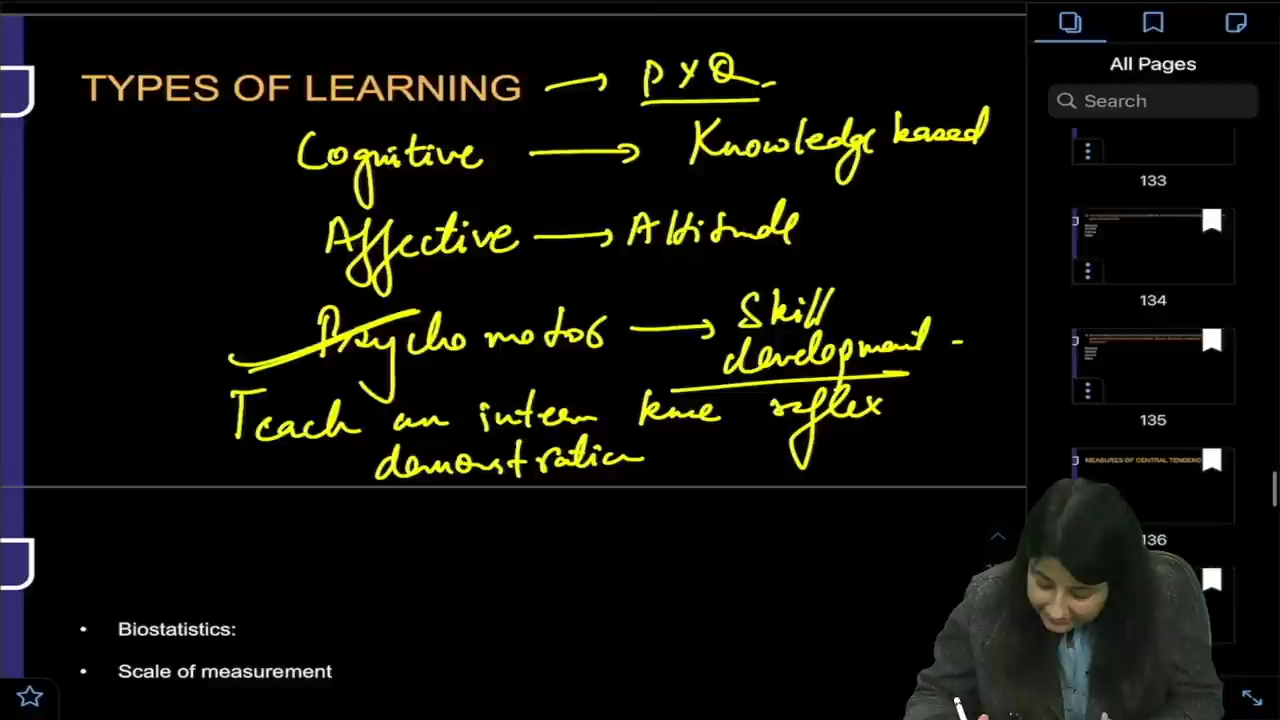 TYPES OF LEARNING → PYQ
Cognitive → Knowledge based
Affective → Attitude
Psychomotor → Skill
development
Teach an intern knee reflex
demonstration
• Biostatistics:
• Scale of measurement
All Pages
Search
133
134
135
MEASURES OF CENTRAL TENDENC
136